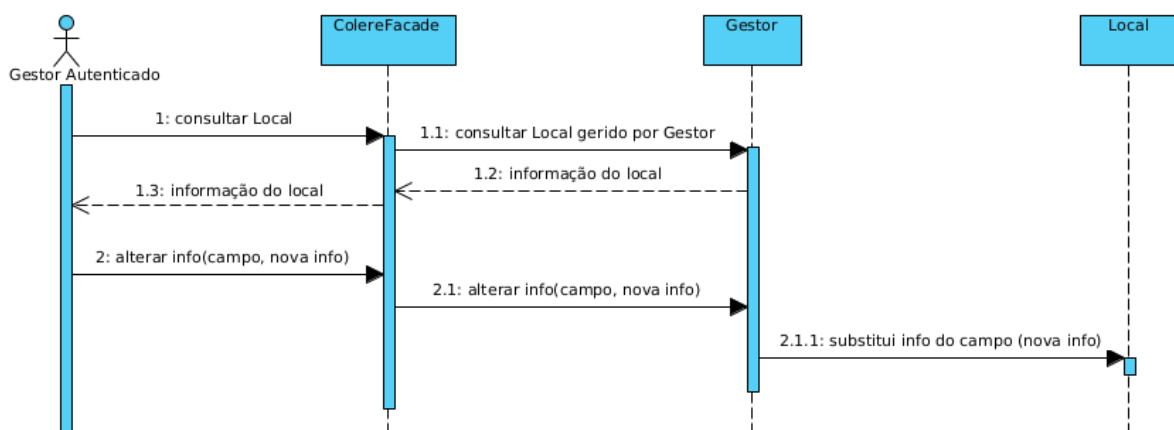 ColereFacade
Gestor
Local
Gestor Autenticado
1: consultar Local
1.1: consultar Local gerido por Gestor
1.2: informação do local
1.3: informação do local
2: alterar info(campo, nova info)
2.1: alterar info(campo, nova info)
2.1.1: substitui info do campo (nova info)